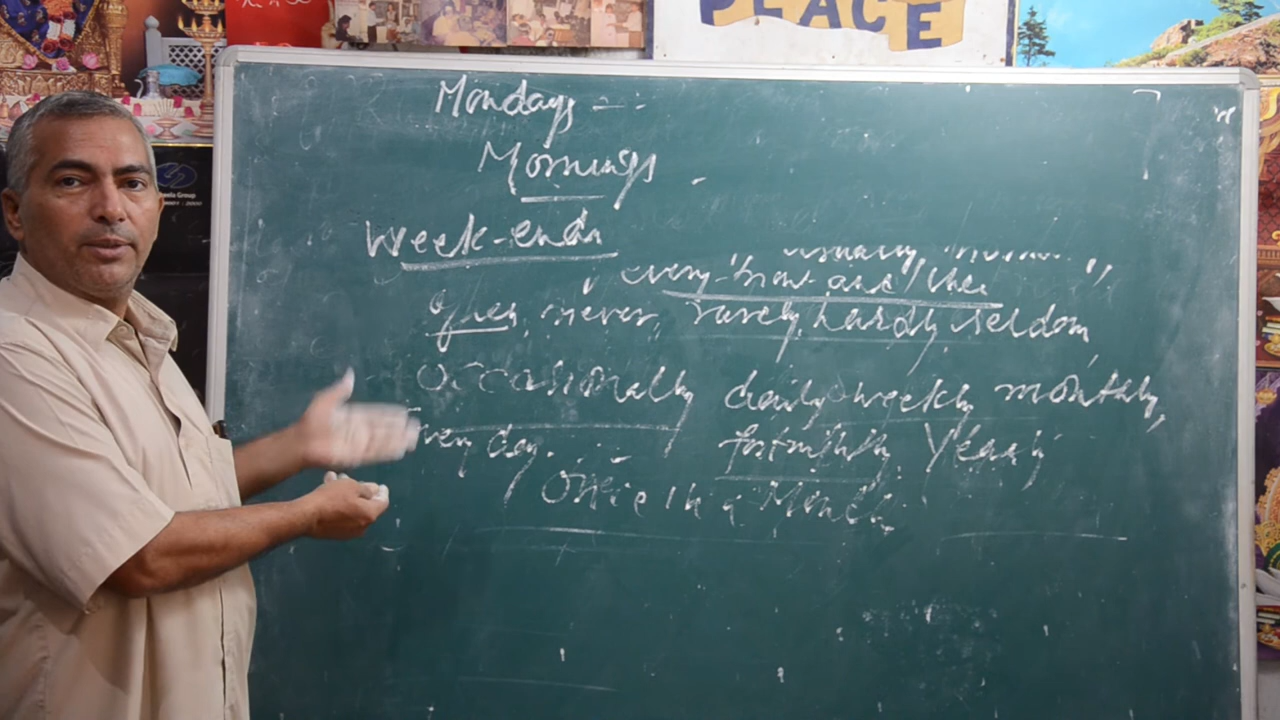 PLACE
Mondays - :
Mornings .
Week-ends
usually, normally
every now and then
often, never, rarely, hardly seldom
occasionally daily weekly monthly,
every day. fortnightly Yearly
Once in a Month